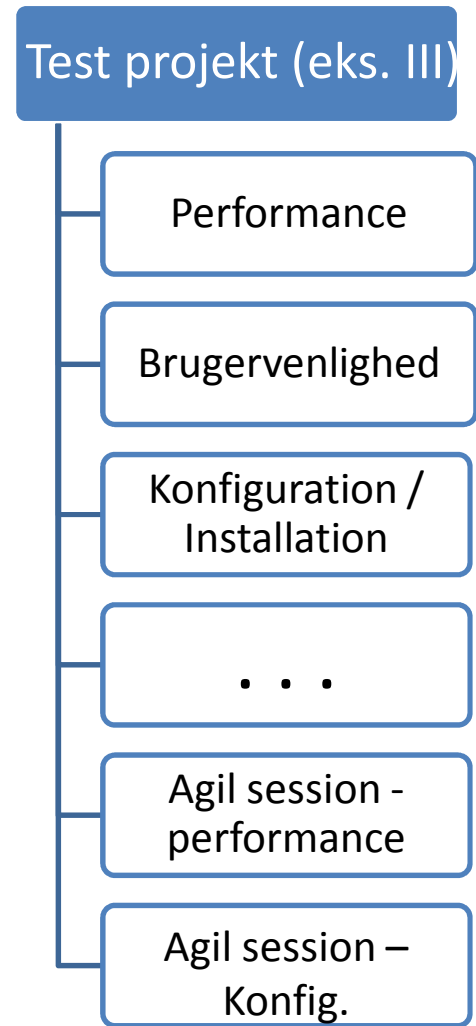 Test projekt (eks. III)
Performance
Brugervenlighed
Konfiguration /
Installation
. . .
Agil session -
performance
Agil session –
Konfig.